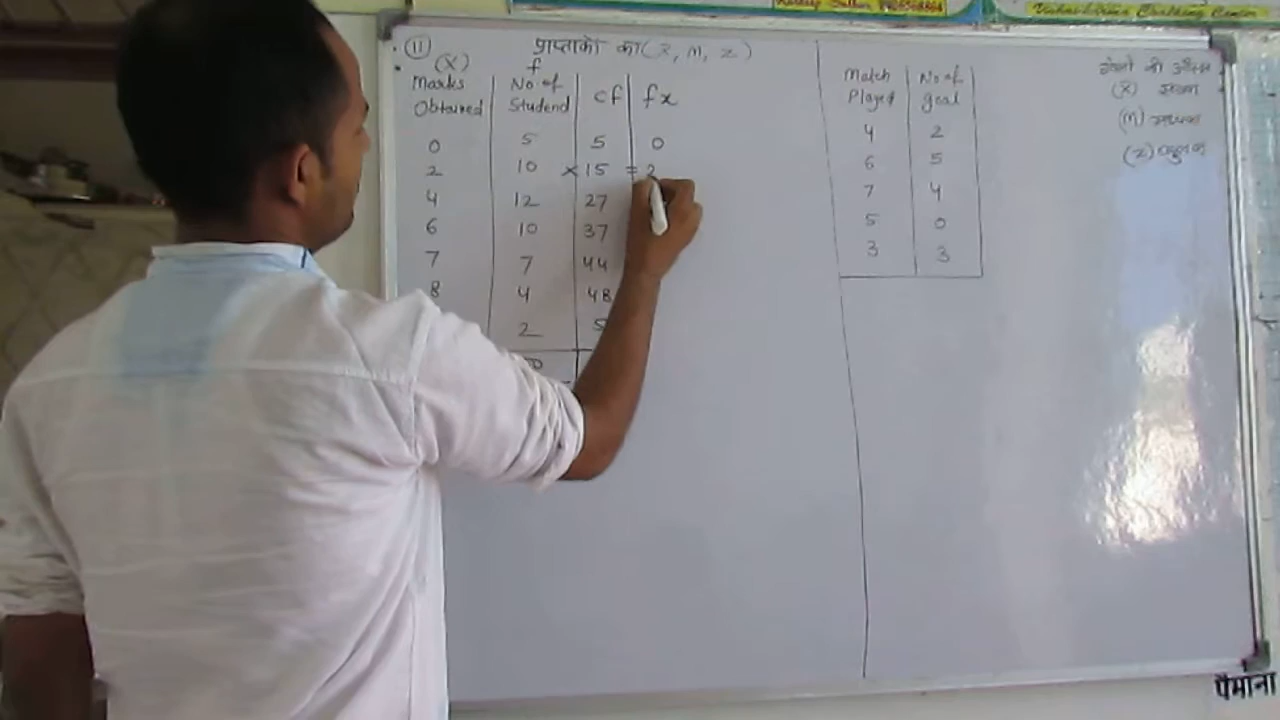 (11) प्राप्ताको का (x̄, M, Z)
(X) f
Marks Obtained No of Student cf fx
0 5 5 0
2 10 × 15 = 2
4 12 27
6 10 37
7 7 44
8 4 48
2 5
Match Played No of goal
4 2
6 5
7 4
5 0
3 3
(x̄)
(M)
(Z)
पैमाना